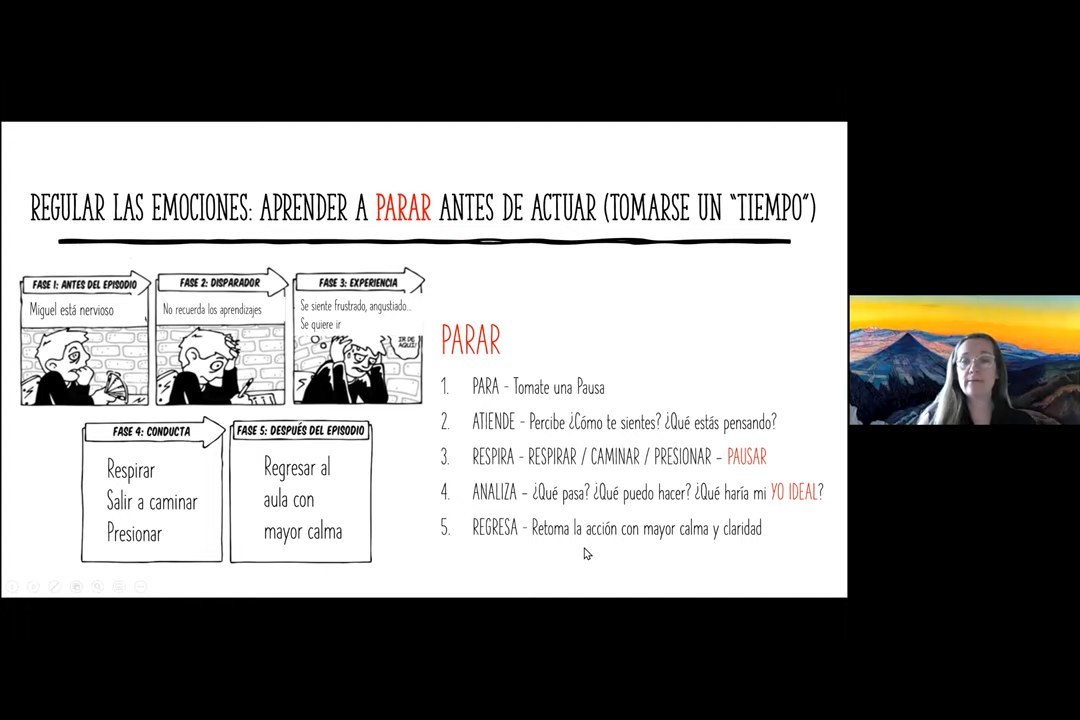 REGULAR LAS EMOCIONES: APRENDER A PARAR ANTES DE ACTUAR (TOMARSE UN “TIEMPO”)
FASE 1: ANTES DEL EPISODIO
Miguel está nervioso
FASE 2: DISPARADOR
No recuerda los aprendizajes
FASE 3: EXPERIENCIA
Se siente frustrado, angustiado...
Se quiere ir
IR DE
AQUÍ!
FASE 4: CONDUCTA
Respirar
Salir a caminar
Presionar
FASE 5: DESPUÉS DEL EPISODIO
Regresar al
aula con
mayor calma
PARAR
1. PARA - Tomate una Pausa
2. ATIENDE - Percibe ¿Cómo te sientes? ¿Qué estás pensando?
3. RESPIRA - RESPIRAR / CAMINAR / PRESIONAR – PAUSAR
4. ANALIZA – ¿Qué pasa? ¿Qué puedo hacer? ¿Qué haría mi YO IDEAL?
5. REGRESA - Retoma la acción con mayor calma y claridad